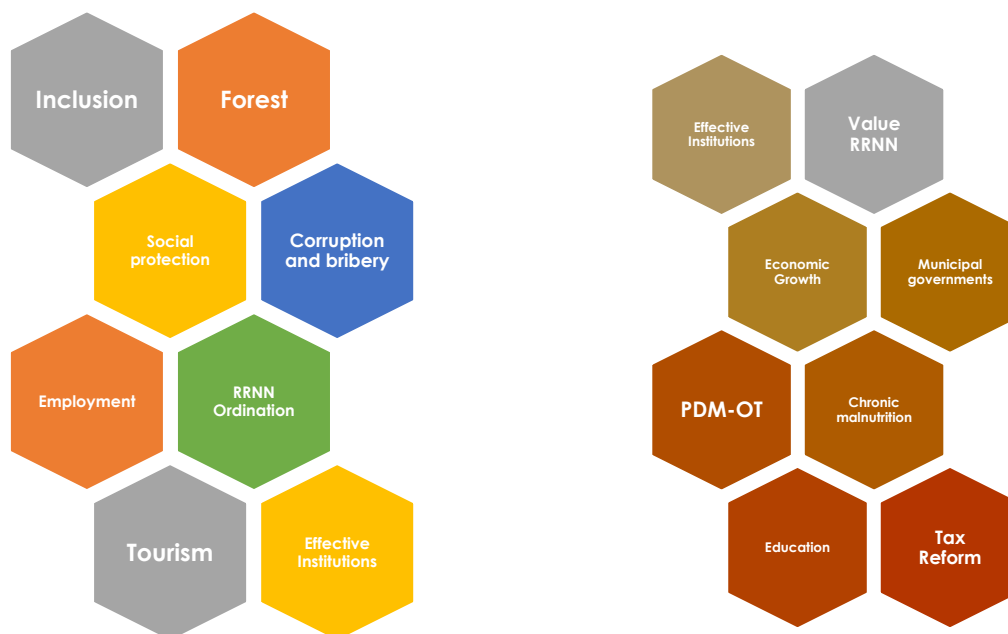 Inclusion
Forest
Social
protection
Corruption
and bribery
Employment
RRNN
Ordination
Tourism
Effective
Institutions
Effective
Institutions
Value
RRNN
Economic
Growth
Municipal
governments
PDM-OT
Chronic
malnutrition
Education
Tax
Reform